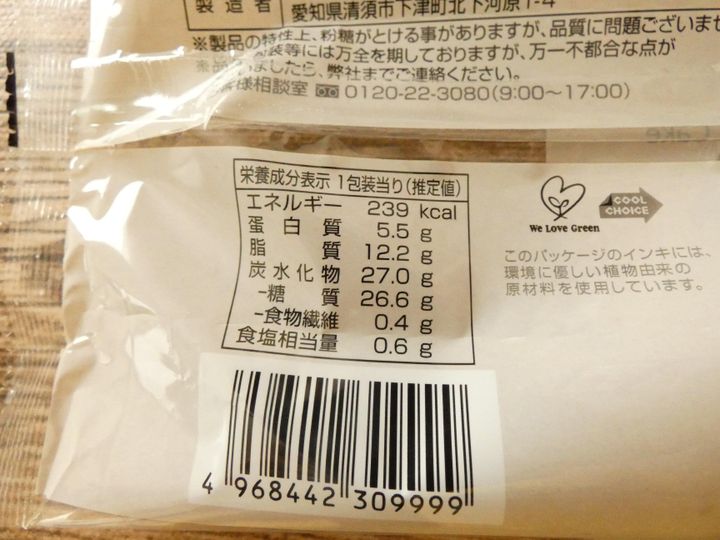 製造者 愛知県清須市下津町北下河原1-4
※製品の特性上、粉糖がとける事がありますが、品質に問題ございませ
装等には万全を期しておりますが、万一不都合な点が
ましたら、弊社までご連絡ください。
様相談室 0120-22-3080(9:00〜17:00)
栄養成分表示 1包装当り(推定値)
エネルギー 239 kcal
蛋白質 5.5 g
脂質 12.2 g
炭水化物 27.0 g
-糖質 26.6 g
-食物繊維 0.4 g
食塩相当量 0.6 g
We Love Green
COOL CHOICE
このパッケージのインキには、
環境に優しい植物由来の
原材料を使用しています。
4 968442 309999